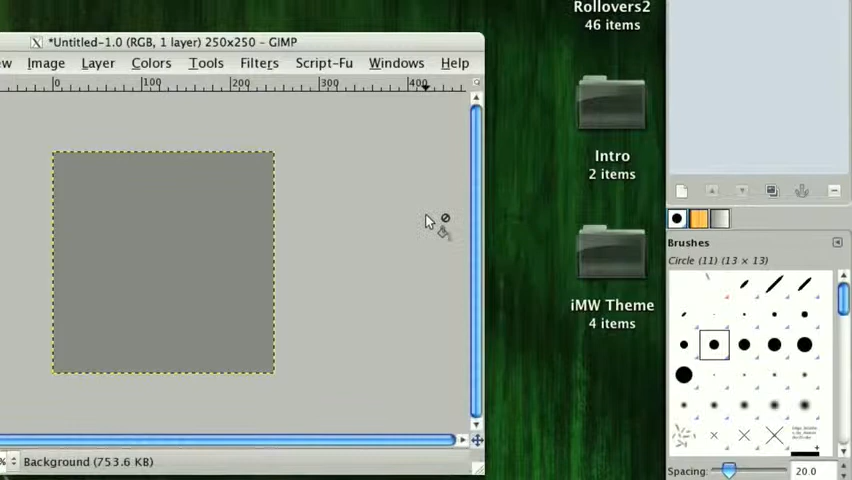 Rollovers2
46 items
*Untitled-1.0 (RGB, 1 layer) 250x250 – GIMP
ew Image Layer Colors Tools Filters Script-Fu Windows Help
0 100 200 300 400
Intro
2 items
Brushes
Circle (11) (13 × 13)
iMW Theme
4 items
% Background (753.6 KB)
Spacing: 20.0